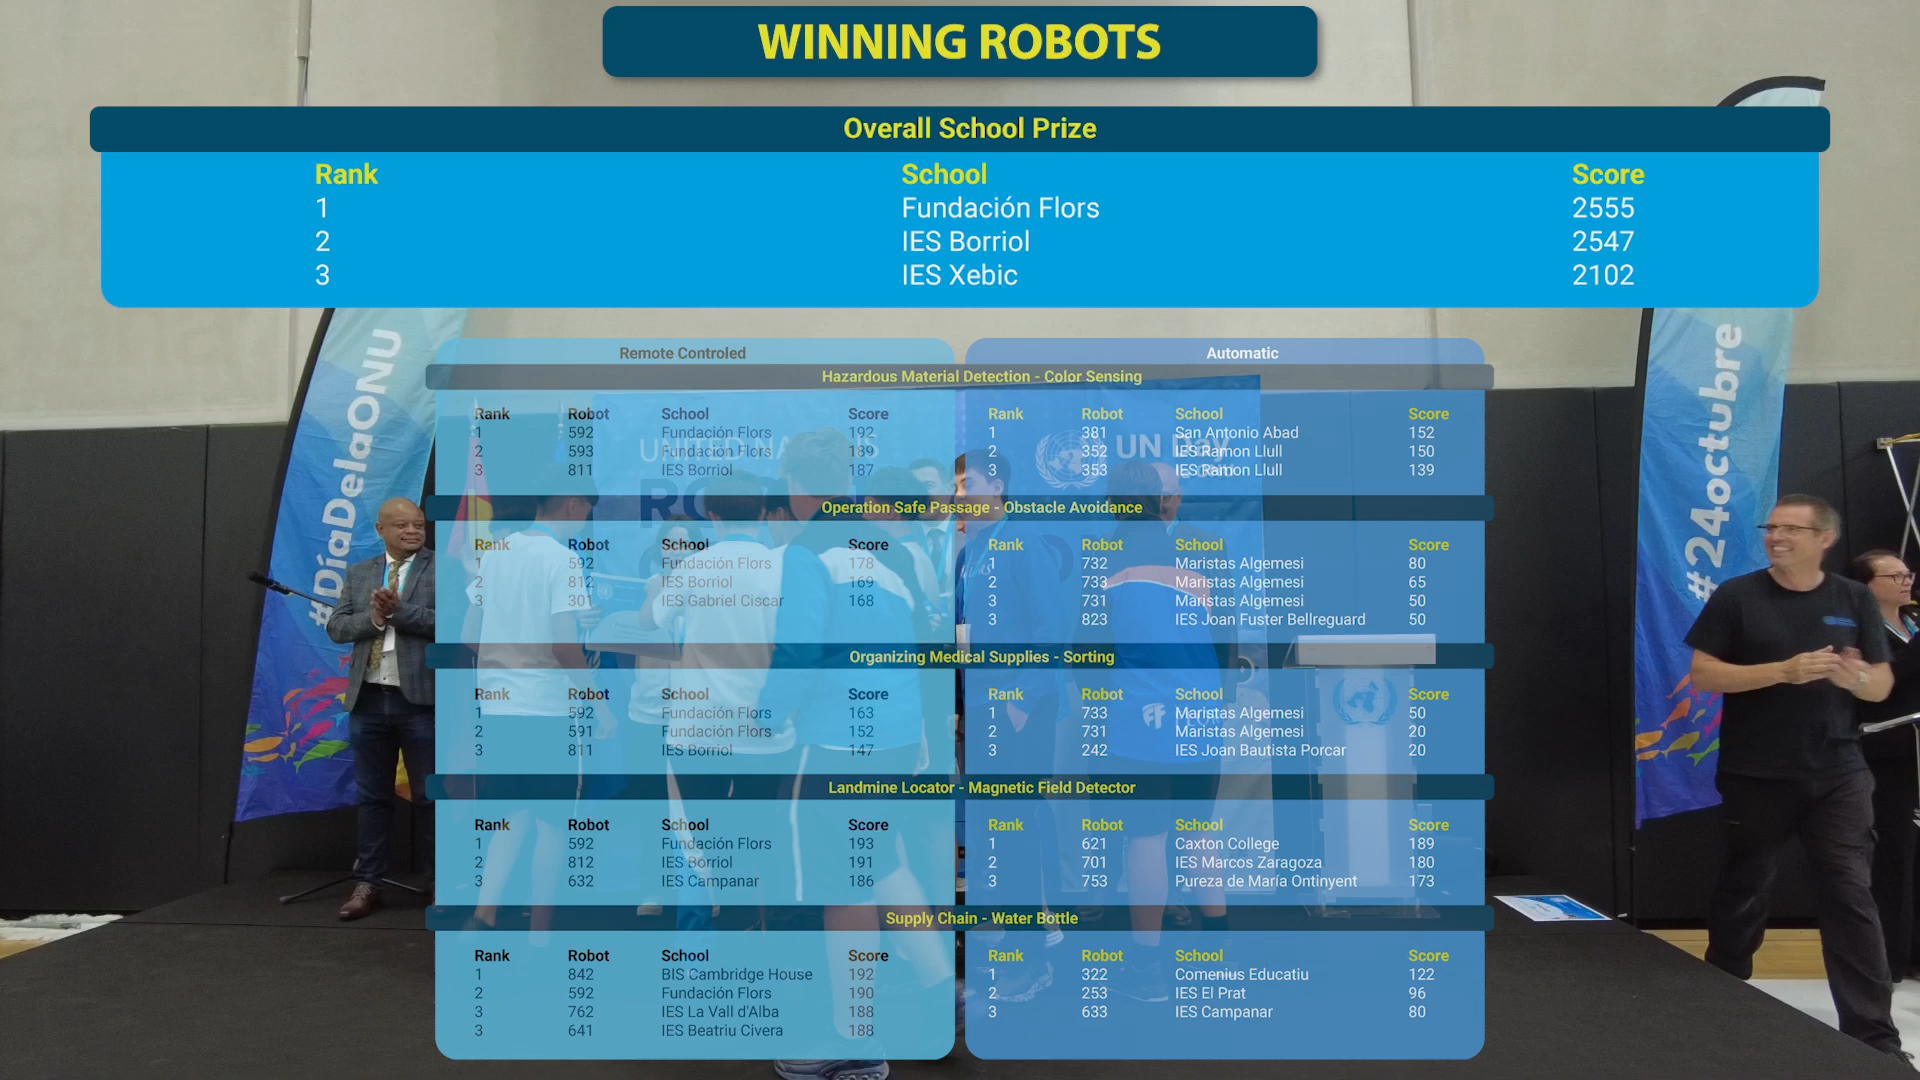 WINNING ROBOTS
Overall School Prize
Rank School Score
1 Fundación Flors 2555
2 IES Borriol 2547
3 IES Xebic 2102
#DíaDelaONU
#24octubre
Remote Controled Automatic
Hazardous Material Detection - Color Sensing
Rank Robot School Score
1 592 Fundación Flors 192
2 593 Fundación Flors 189
3 811 IES Borriol 187
Rank Robot School Score
1 381 San Antonio Abad 152
2 352 IES Ramon Llull 150
3 353 IES Ramon Llull 139
UN Day
Operation Safe Passage - Obstacle Avoidance
Rank Robot School Score
1 592 Fundación Flors 178
2 812 IES Borriol 169
3 301 IES Gabriel Ciscar 168
Rank Robot School Score
1 732 Maristas Algemesi 80
2 733 Maristas Algemesi 65
3 731 Maristas Algemesi 50
3 823 IES Joan Fuster Bellreguard 50
Organizing Medical Supplies - Sorting
Rank Robot School Score
1 592 Fundación Flors 163
2 591 Fundación Flors 152
3 811 IES Borriol 147
Rank Robot School Score
1 733 Maristas Algemesi 50
2 731 Maristas Algemesi 20
3 242 IES Joan Bautista Porcar 20
Landmine Locator - Magnetic Field Detector
Rank Robot School Score
1 592 Fundación Flors 193
2 812 IES Borriol 191
3 632 IES Campanar 186
Rank Robot School Score
1 621 Caxton College 189
2 701 IES Marcos Zaragoza 180
3 753 Pureza de María Ontinyent 173
Supply Chain - Water Bottle
Rank Robot School Score
1 842 BIS Cambridge House 192
2 592 Fundación Flors 190
3 762 IES La Vall d'Alba 188
3 641 IES Beatriu Civera 188
Rank Robot School Score
1 322 Comenius Educatiu 122
2 253 IES El Prat 96
3 633 IES Campanar 80